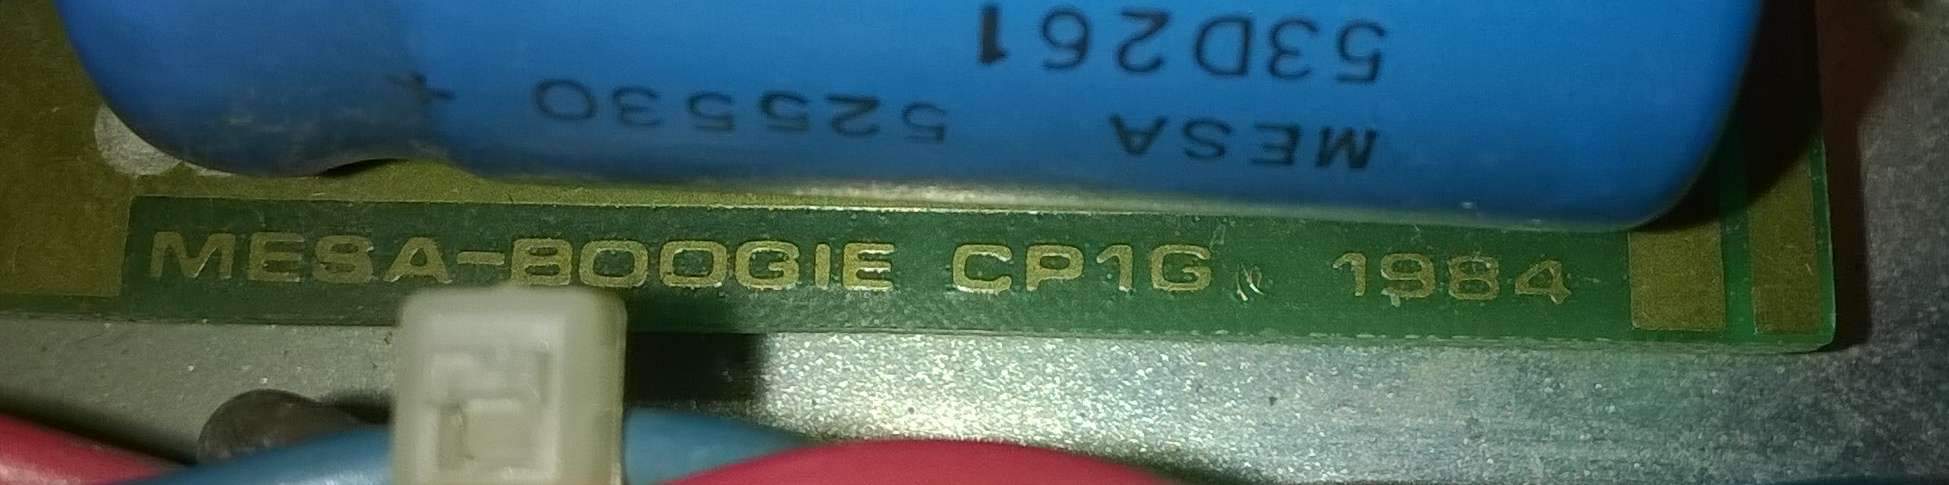 MESA 525530 +
53D261
MESA-BOOGIE CP1G 1984